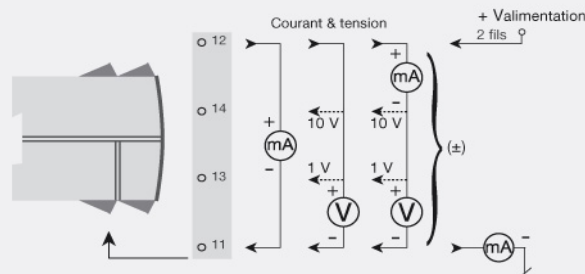 Courant & tension
+ Valimentation
2 fils
12
+
mA
-
14
10 V
10 V
+
mA
-
(±)
13
1 V
1 V
+
+
V
V
11
-
-
mA
-